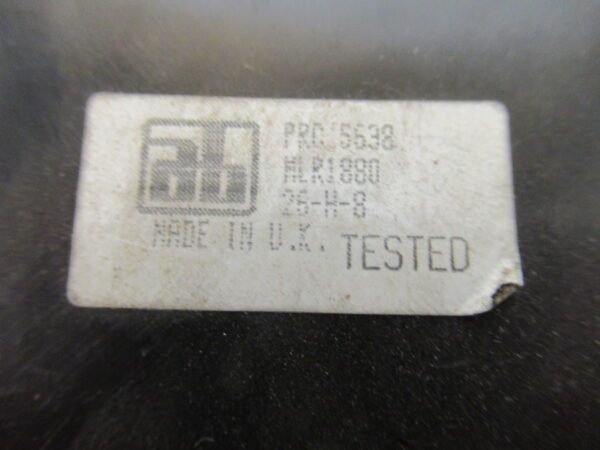 PRC 5638
HLR1880
26-H-8
MADE IN U.K. TESTED